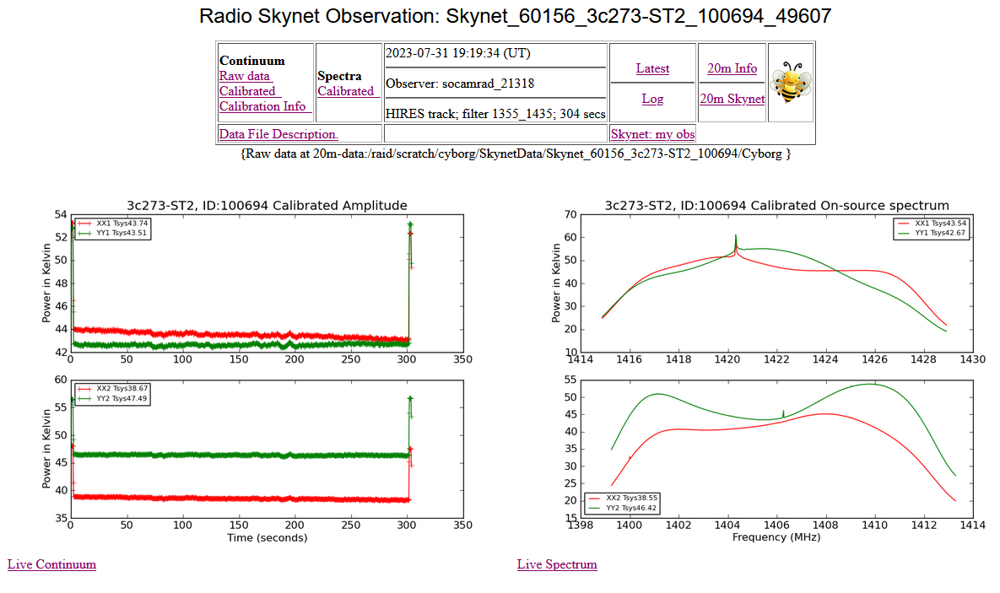 Radio Skynet Observation: Skynet_60156_3c273-ST2_100694_49607
Continuum
Raw data
Calibrated
Calibration Info
Spectra
Calibrated
2023-07-31 19:19:34 (UT)
Observer: socamrad_21318
HIRES track; filter 1355_1435; 304 secs
Latest
Log
20m Info
20m Skynet
Data File Description.
Skynet: my obs
{Raw data at 20m-data:/raid/scratch/cyborg/SkynetData/Skynet_60156_3c273-ST2_100694/Cyborg }
3c273-ST2, ID:100694 Calibrated Amplitude
XX1 Tsys43.74
YY1 Tsys43.51
Power in Kelvin
54
52
50
48
46
44
42
0 50 100 150 200 250 300 350
3c273-ST2, ID:100694 Calibrated On-source spectrum
XX1 Tsys43.54
YY1 Tsys42.67
Power in Kelvin
70
60
50
40
30
20
10
1414 1416 1418 1420 1422 1424 1426 1428 1430
XX2 Tsys38.67
YY2 Tsys47.49
Power in Kelvin
60
55
50
45
40
35
0 50 100 150 200 250 300 350
Time (seconds)
55
50
45
40
35
30
25
20
15
XX2 Tsys38.55
YY2 Tsys46.42
1398 1400 1402 1404 1406 1408 1410 1412 1414
Frequency (MHz)
Live Continuum
Live Spectrum